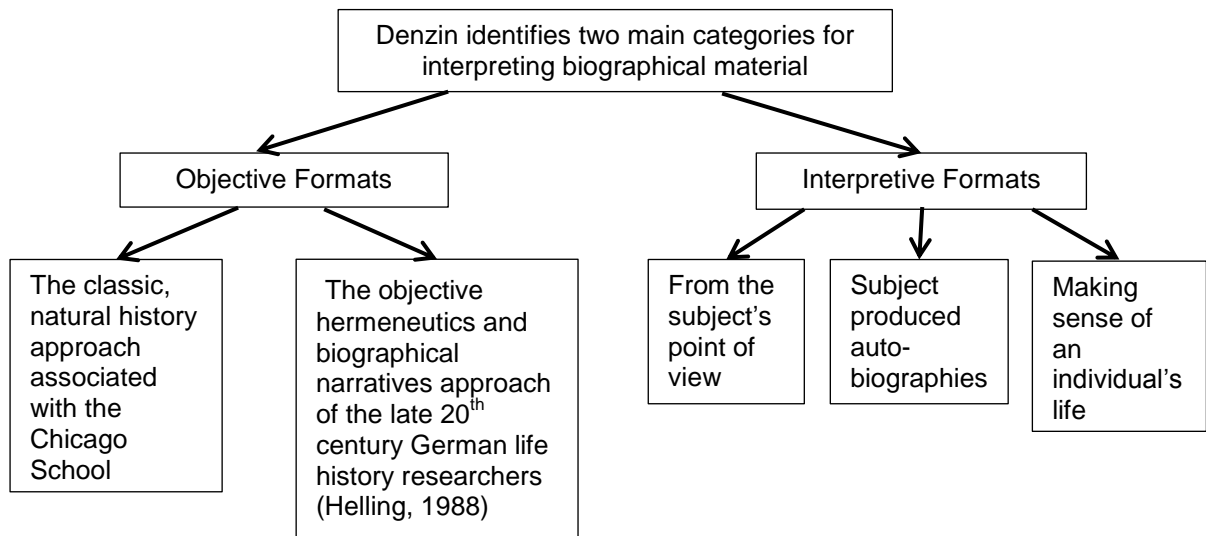 Denzin identifies two main categories for
interpreting biographical material
Objective Formats
Interpretive Formats
The classic,
natural history
approach
associated
with the
Chicago
School
The objective
hermeneutics and
biographical
narratives approach
of the late 20th
century German life
history researchers
(Helling, 1988)
From the
subject’s
point of
view
Subject
produced
auto-
biographies
Making
sense of
an
individual’s
life